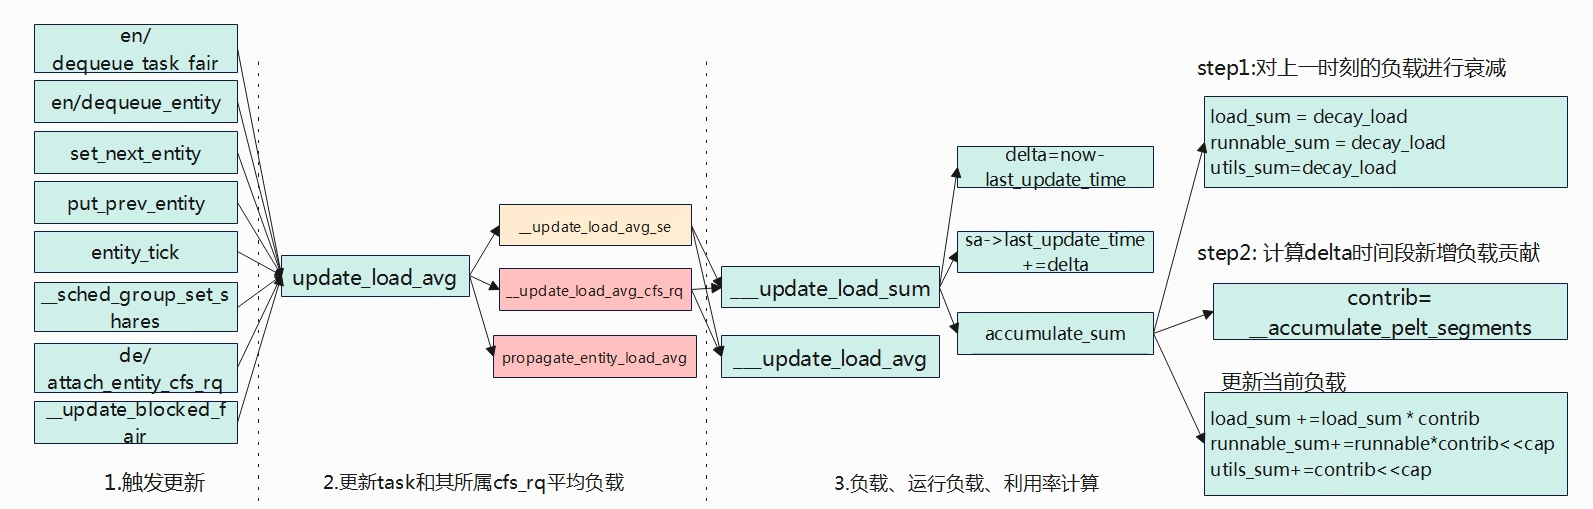 en/
dequeue_task_fair
en/dequeue_entity
set_next_entity
put_prev_entity
entity_tick
__sched_group_set_s
hares
de/
attach_entity_cfs_rq
__update_blocked_f
air
1.触发更新
update_load_avg
__update_load_avg_se
__update_load_avg_cfs_rq
propagate_entity_load_avg
2.更新task和其所属cfs_rq平均负载
___update_load_sum
___update_load_avg
delta=now-
last_update_time
sa->last_update_time
+=delta
accumulate_sum
3.负载、运行负载、利用率计算
step1:对上一时刻的负载进行衰减
load_sum = decay_load
runnable_sum = decay_load
utils_sum=decay_load
step2: 计算delta时间段新增负载贡献
contrib=
__accumulate_pelt_segments
更新当前负载
load_sum +=load_sum * contrib
runnable_sum+=runnable*contrib<<cap
utils_sum+=contrib<<cap